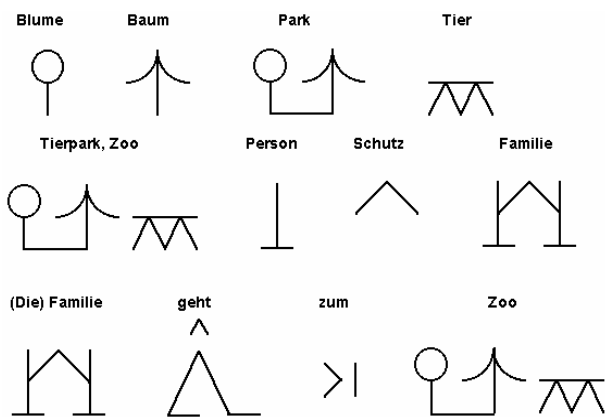 Blume Baum Park Tier
Tierpark, Zoo Person Schutz Familie
(Die) Familie geht zum Zoo